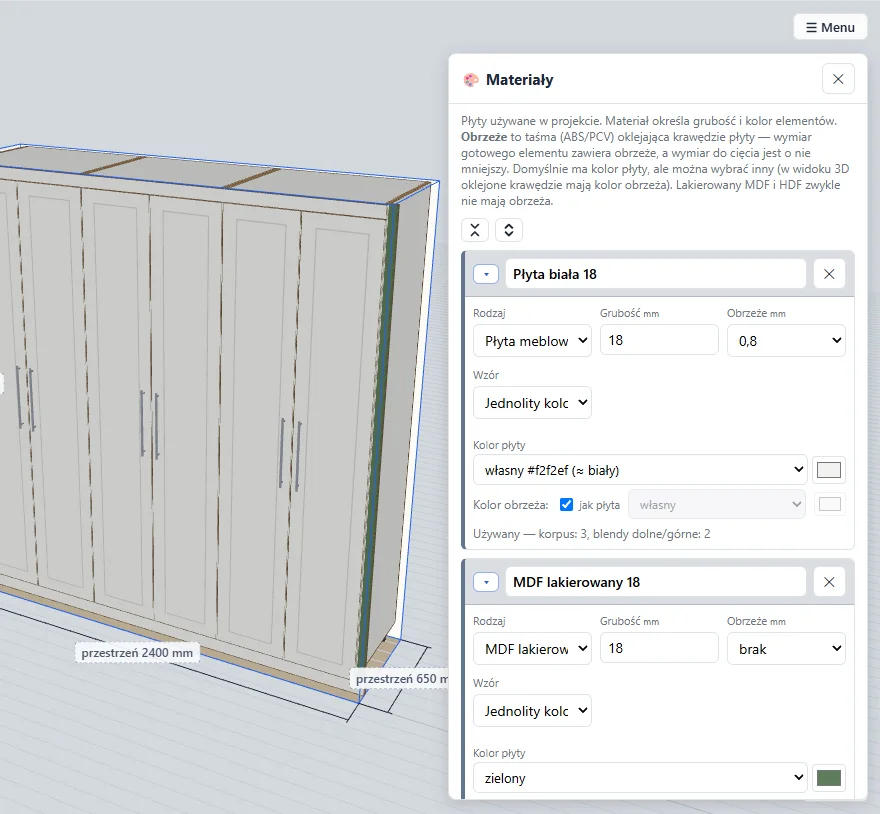 ☰ Menu
Materiały
Płyty używane w projekcie. Materiał określa grubość i kolor elementów.
Obrzeże to taśma (ABS/PCV) oklejająca krawędzie płyty — wymiar
gotowego elementu zawiera obrzeże, a wymiar do cięcia jest o nie
mniejszy. Domyślnie ma kolor płyty, ale można wybrać inny (w widoku 3D
oklejone krawędzie mają kolor obrzeża). Lakierowany MDF i HDF zwykle
nie mają obrzeża.
Płyta biała 18
Rodzaj Grubość mm Obrzeże mm
Płyta meblow 18 0,8
Wzór
Jednolity kolc
Kolor płyty
własny #f2f2ef (≈ biały)
Kolor obrzeża: jak płyta własny
Używany — korpus: 3, blendy dolne/górne: 2
MDF lakierowany 18
Rodzaj Grubość mm Obrzeże mm
MDF lakierow 18 brak
Wzór
Jednolity kolc
Kolor płyty
zielony
przestrzeń 2400 mm
przestrzeń 650 m